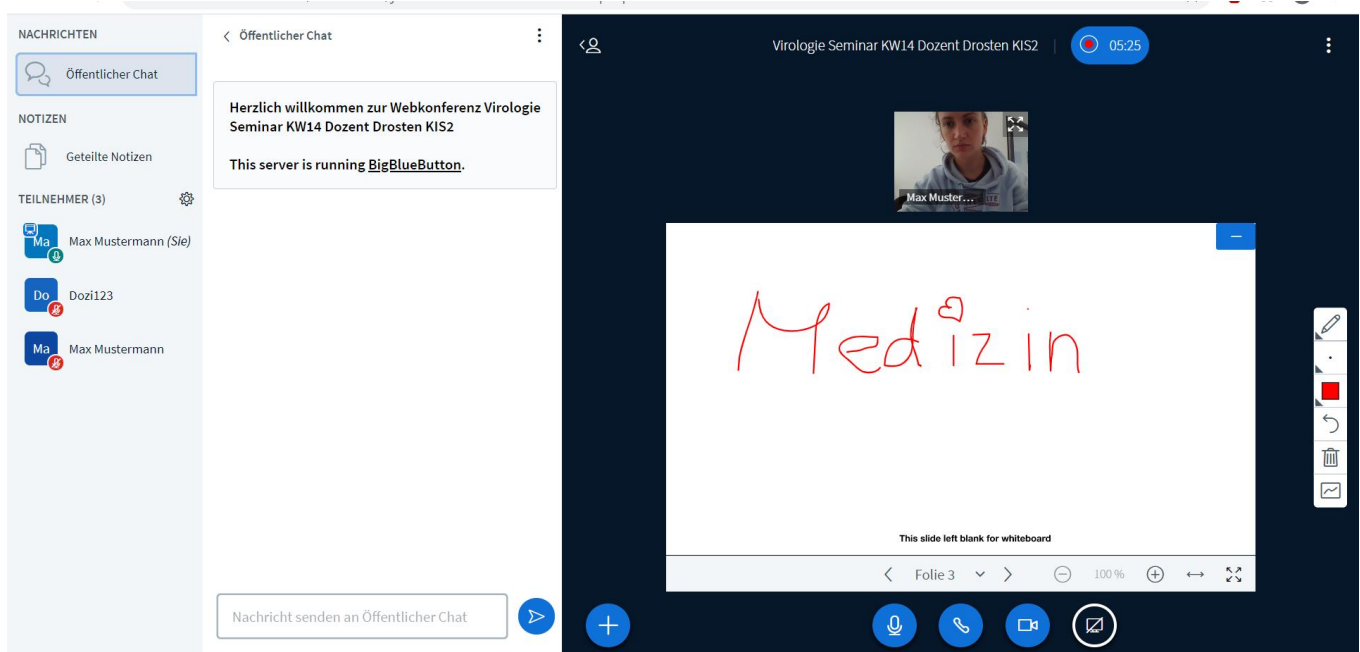 NACHRICHTEN
Öffentlicher Chat
NOTIZEN
Geteilte Notizen
TEILNEHMER (3)
Ma
Max Mustermann (Sie)
Do
Dozi123
Ma
Max Mustermann
Öffentlicher Chat
Herzlich willkommen zur Webkonferenz Virologie
Seminar KW14 Dozent Drosten KIS2
This server is running BigBlueButton.
Nachricht senden an Öffentlicher Chat
Virologie Seminar KW14 Dozent Drosten KIS2
05:25
Max Muster...
Medizin
This slide left blank for whiteboard
Folie 3
100 %